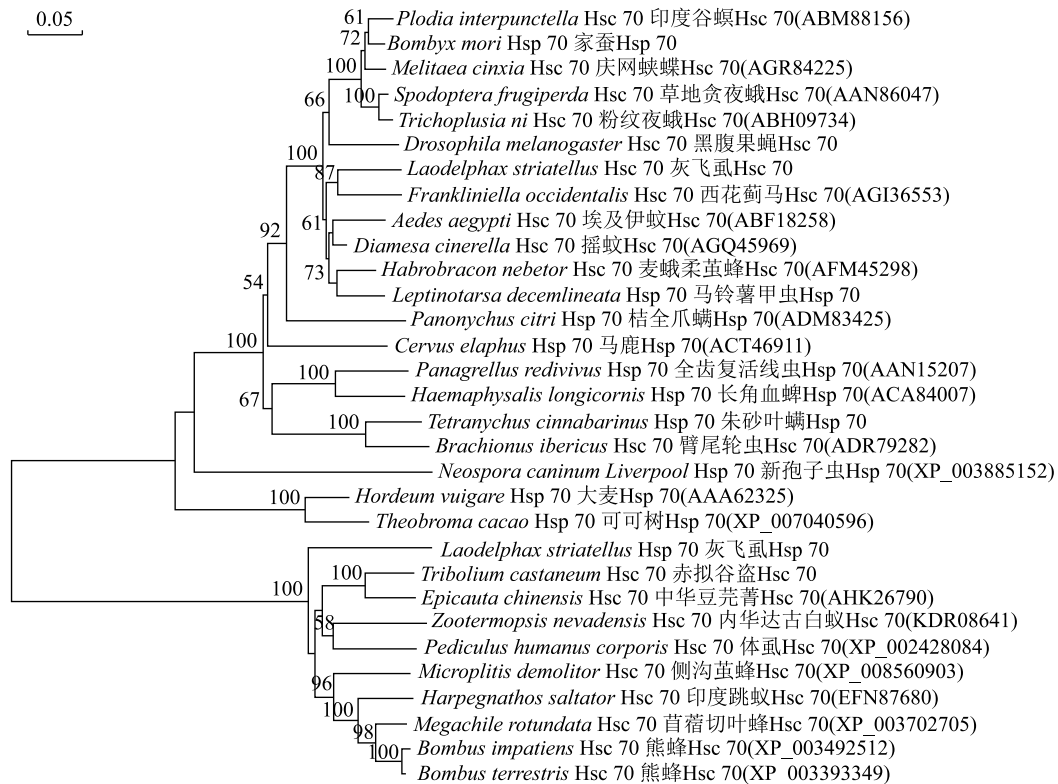 0.05
61
Plodia interpunctella Hsc 70 印度谷螟Hsc 70(ABM88156)
72
Bombyx mori Hsp 70 家蚕Hsp 70
100
Melitaea cinxia Hsc 70 庆网蛱蝶Hsc 70(AGR84225)
66
100
Spodoptera frugiperda Hsc 70 草地贪夜蛾Hsc 70(AAN86047)
Trichoplusia ni Hsc 70 粉纹夜蛾Hsc 70(ABH09734)
Drosophila melanogaster Hsc 70 黑腹果蝇Hsc 70
100
87
Laodelphax striatellus Hsc 70 灰飞虱Hsc 70
Frankliniella occidentalis Hsc 70 西花蓟马Hsc 70(AGI36553)
61
Aedes aegypti Hsc 70 埃及伊蚊Hsc 70(ABF18258)
92
Diamesa cinerella Hsc 70 摇蚊Hsc 70(AGQ45969)
73
Habrobracon nebetor Hsc 70 麦蛾柔茧蜂Hsc 70(AFM45298)
54
Leptinotarsa decemlineata Hsp 70 马铃薯甲虫Hsp 70
Panonychus citri Hsp 70 桔全爪螨Hsp 70(ADM83425)
100
Cervus elaphus Hsp 70 马鹿Hsp 70(ACT46911)
100
Panagrellus redivivus Hsp 70 全齿复活线虫Hsp 70(AAN15207)
67
Haemaphysalis longicornis Hsp 70 长角血蜱Hsp 70(ACA84007)
100
Tetranychus cinnabarinus Hsp 70 朱砂叶螨Hsp 70
Brachionus ibericus Hsc 70 臂尾轮虫Hsc 70(ADR79282)
Neospora caninum Liverpool Hsp 70 新孢子虫Hsp 70(XP_003885152)
100
Hordeum vuigare Hsp 70 大麦Hsp 70(AAA62325)
Theobroma cacao Hsp 70 可可树Hsp 70(XP_007040596)
Laodelphax striatellus Hsp 70 灰飞虱Hsp 70
100
100
Tribolium castaneum Hsc 70 赤拟谷盗Hsc 70
Epicauta chinensis Hsc 70 中华豆芫菁Hsc 70(AHK26790)
58
Zootermopsis nevadensis Hsc 70 内华达古白蚁Hsc 70(KDR08641)
Pediculus humanus corporis Hsc 70 体虱Hsc 70(XP_002428084)
96
Microplitis demolitor Hsc 70 侧沟茧蜂Hsc 70(XP_008560903)
100
Harpegnathos saltator Hsc 70 印度跳蚁Hsc 70(EFN87680)
98
Megachile rotundata Hsc 70 苜蓿切叶蜂Hsc 70(XP_003702705)
100
Bombus impatiens Hsc 70 熊蜂Hsc 70(XP_003492512)
Bombus terrestris Hsc 70 熊蜂Hsc 70(XP_003393349)